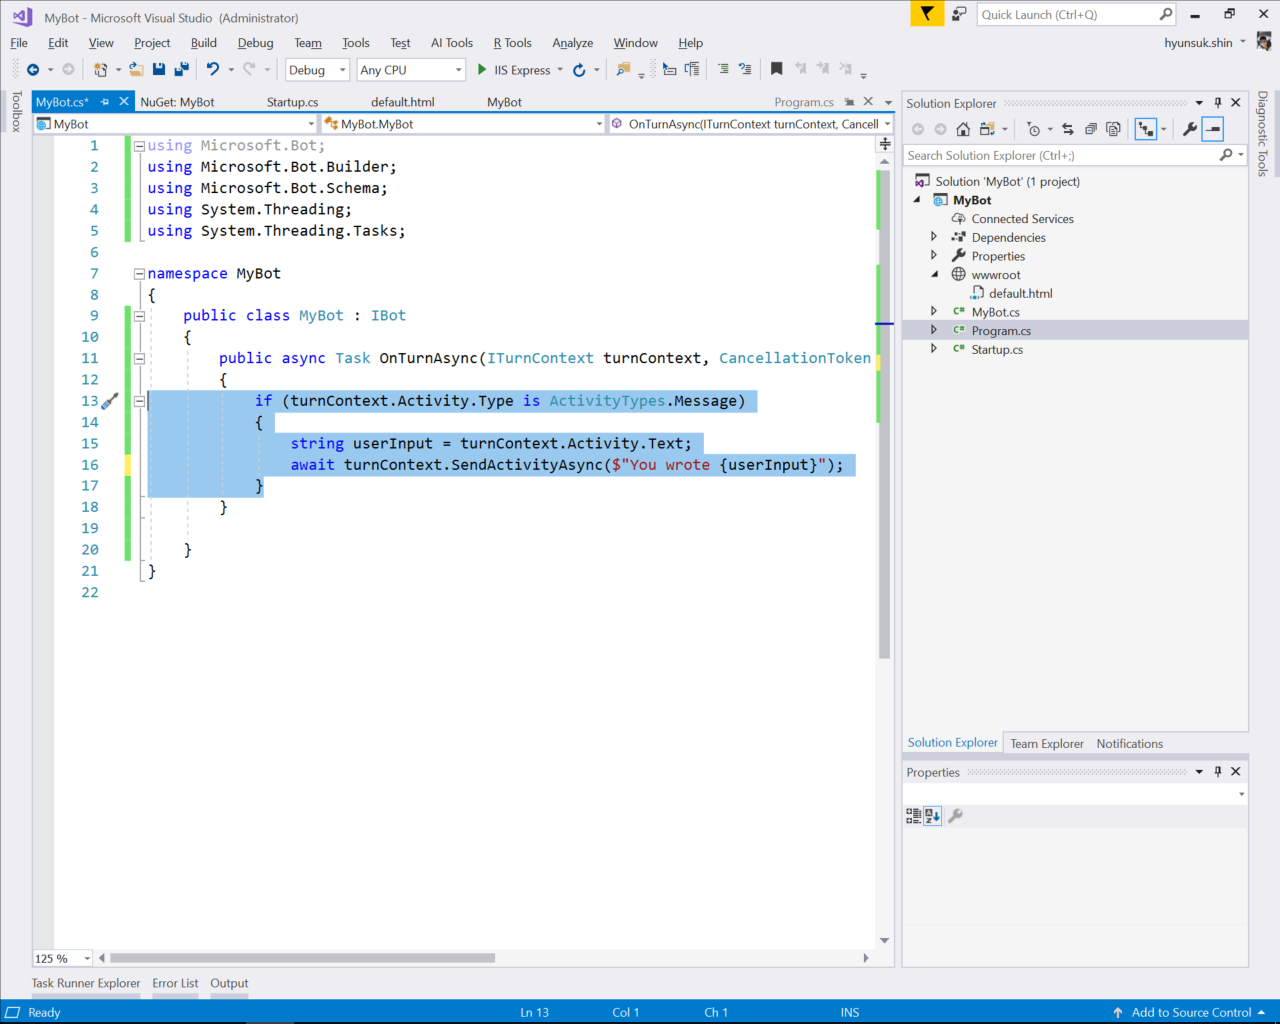 MyBot - Microsoft Visual Studio (Administrator)
Quick Launch (Ctrl+Q)
File Edit View Project Build Debug Team Tools Test AI Tools R Tools Analyze Window Help
hyunsuk.shin
Debug Any CPU IIS Express
Toolbox
MyBot.cs* NuGet: MyBot Startup.cs default.html MyBot Program.cs
MyBot MyBot.MyBot OnTurnAsync(ITurnContext turnContext, Cancell
1 using Microsoft.Bot;
2 using Microsoft.Bot.Builder;
3 using Microsoft.Bot.Schema;
4 using System.Threading;
5 using System.Threading.Tasks;
6
7 namespace MyBot
8 {
9 public class MyBot : IBot
10 {
11 public async Task OnTurnAsync(ITurnContext turnContext, CancellationToken
12 {
13 if (turnContext.Activity.Type is ActivityTypes.Message)
14 {
15 string userInput = turnContext.Activity.Text;
16 await turnContext.SendActivityAsync($"You wrote {userInput}");
17 }
18 }
19
20 }
21 }
22
125 %
Solution Explorer
Search Solution Explorer (Ctrl+;)
Solution 'MyBot' (1 project)
MyBot
Connected Services
Dependencies
Properties
wwwroot
default.html
C# MyBot.cs
C# Program.cs
C# Startup.cs
Solution Explorer Team Explorer Notifications
Properties
Diagnostic Tools
Task Runner Explorer Error List Output
Ready Ln 13 Col 1 Ch 1 INS Add to Source Control